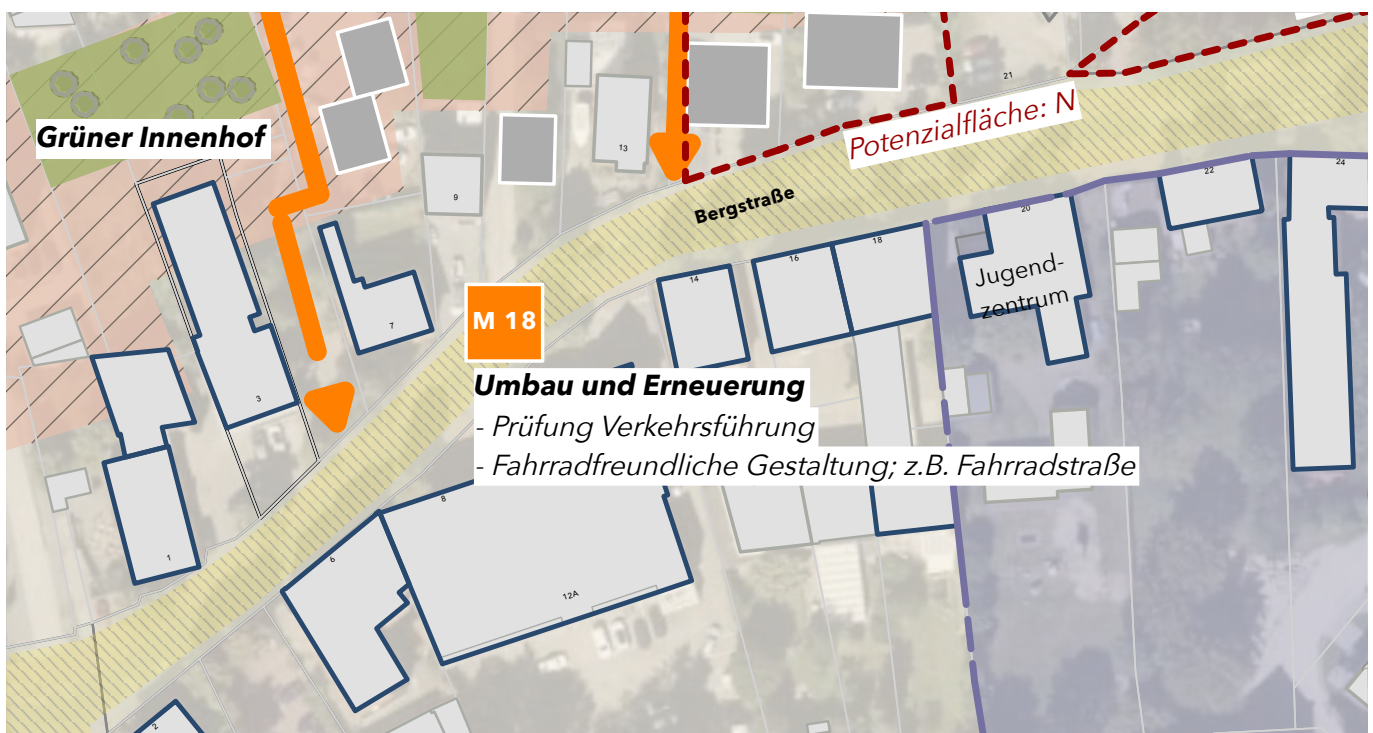 21
Potenzialfläche: N
Grüner Innenhof
13
9
22
24
Bergstraße
20
18
16
14
Jugend-
zentrum
7
M 18
3
Umbau und Erneuerung
- Prüfung Verkehrsführung
- Fahrradfreundliche Gestaltung; z.B. Fahrradstraße
8
1
6
12A
2